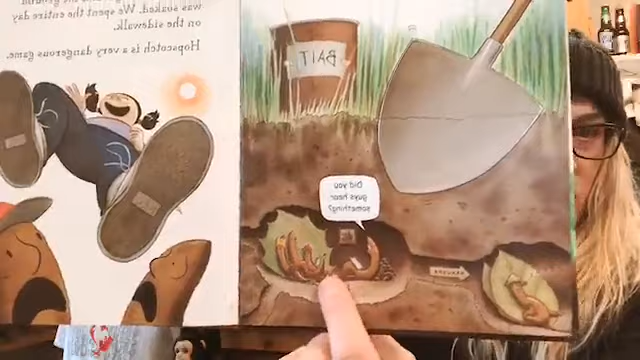 was soaked. We spent the entire day
on the sidewalk.
Hopscotch is a very dangerous game.
BAIT
Did you
guys hear
something?